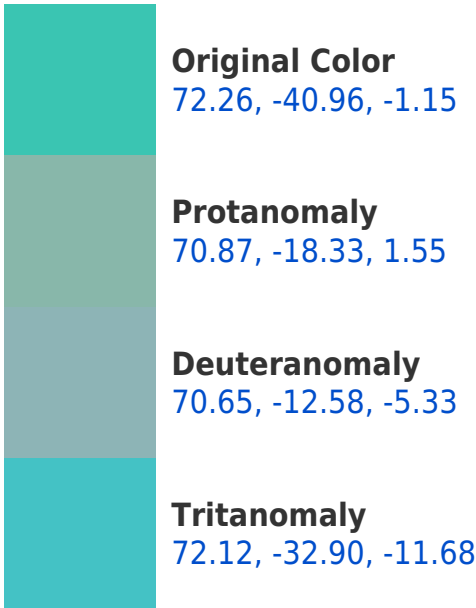 Original Color
72.26, -40.96, -1.15
Protanomaly
70.87, -18.33, 1.55
Deuteranomaly
70.65, -12.58, -5.33
Tritanomaly
72.12, -32.90, -11.68